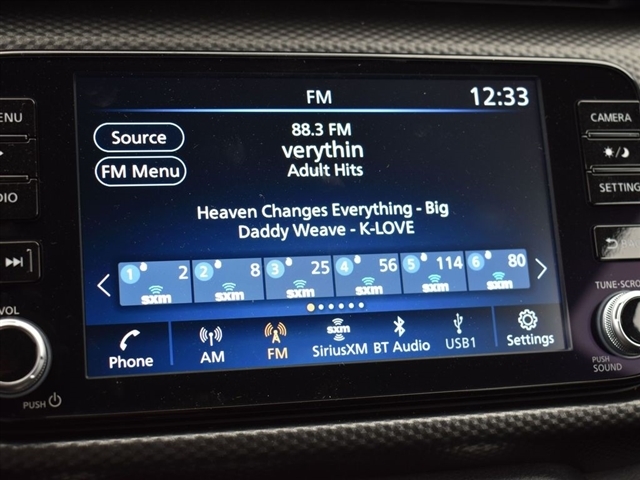 FM
12:33
Source
FM Menu
88.3 FM
verythin
Adult Hits
Heaven Changes Everything - Big
Daddy Weave - K-LOVE
1 2 sxm
2 8 sxm
3 25 sxm
4 56 sxm
5 114 sxm
6 80 sxm
Phone
AM
FM
sxm
SiriusXM
BT Audio
USB1
Settings
VOL
PUSH
CAMERA
SETTING
TUNE-SCRO
PUSH
SOUND